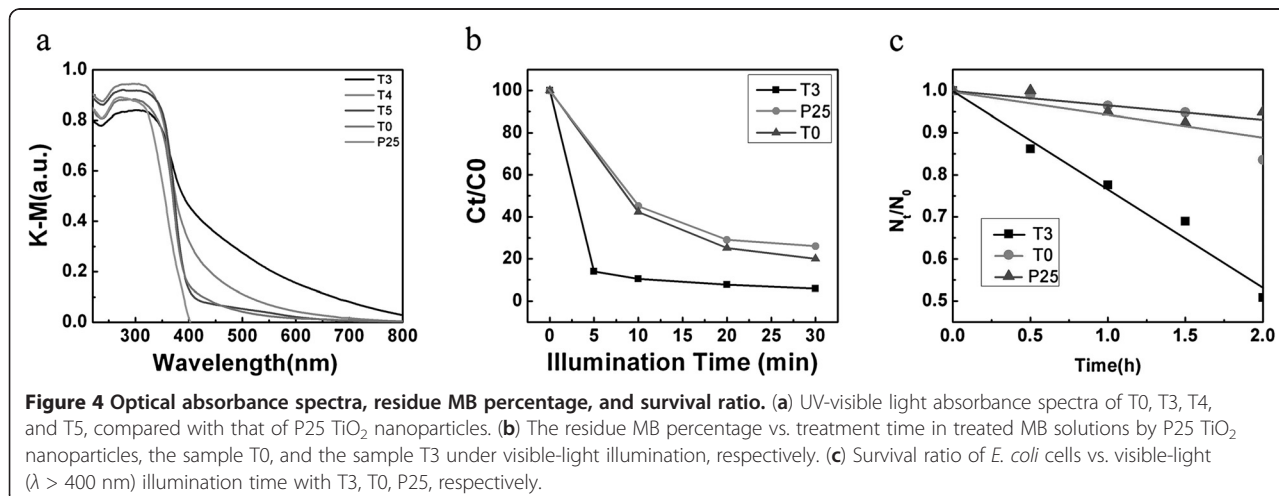 a
K-M(a.u.)
1.0
0.8
0.6
0.4
0.2
0.0
T3
T4
T5
T0
P25
300 400 500 600 700 800
Wavelength(nm)
b
Ct/C0
100
80
60
40
20
0
T3
P25
T0
0 5 10 15 20 25 30
Illumination Time (min)
c
Nt/N0
1.0
0.9
0.8
0.7
0.6
0.5
T3
T0
P25
0.0 0.5 1.0 1.5 2.0
Time(h)
Figure 4 Optical absorbance spectra, residue MB percentage, and survival ratio. (a) UV-visible light absorbance spectra of T0, T3, T4,
and T5, compared with that of P25 TiO2 nanoparticles. (b) The residue MB percentage vs. treatment time in treated MB solutions by P25 TiO2
nanoparticles, the sample T0, and the sample T3 under visible-light illumination, respectively. (c) Survival ratio of E. coli cells vs. visible-light
(λ > 400 nm) illumination time with T3, T0, P25, respectively.